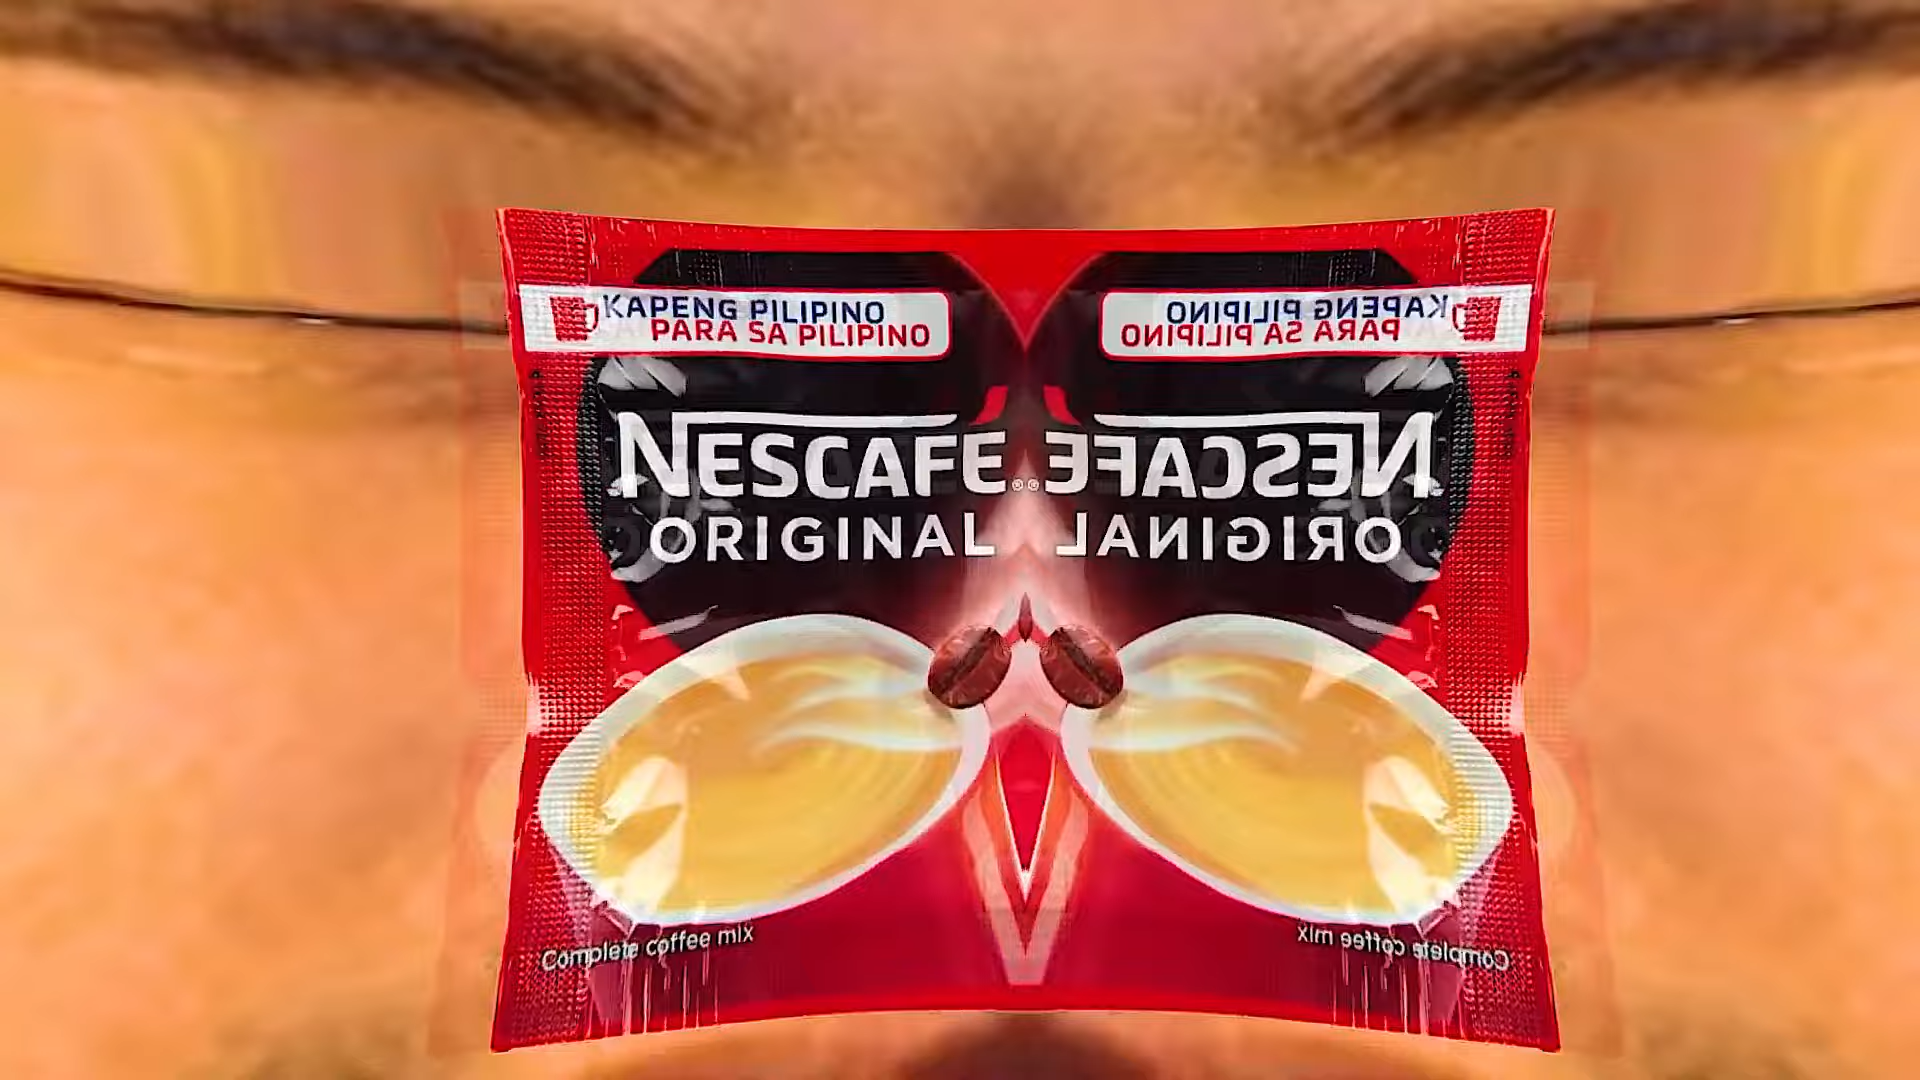 KAPENG PILIPINO
PARA SA PILIPINO
NESCAFE
ORIGINAL
Complete coffee mix
KAPENG PILIPINO
PARA SA PILIPINO
NESCAFE
ORIGINAL
Complete coffee mix